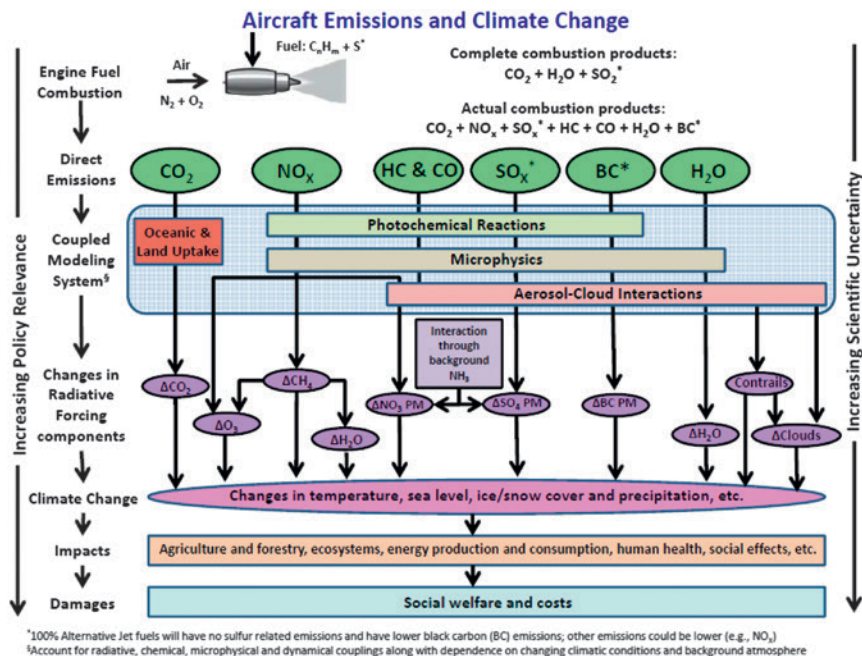 Aircraft Emissions and Climate Change
Fuel: CₙHₘ + S*
Complete combustion products:
CO₂ + H₂O + SO₂*
Engine Fuel
Combustion
Air
N₂ + O₂
Actual combustion products:
CO₂ + NOₓ + SOₓ* + HC + CO + H₂O + BC*
Direct
Emissions
CO₂
NOₓ
HC & CO
SOₓ*
BC*
H₂O
Increasing Policy Relevance
Increasing Scientific Uncertainty
Coupled
Modeling
System§
Oceanic &
Land Uptake
Photochemical Reactions
Microphysics
Aerosol-Cloud Interactions
Interaction
through
background
NH₃
Changes in
Radiative
Forcing
components
ΔCO₂
ΔCH₄
ΔO₃
ΔH₂O
ΔNO₃ PM
ΔSO₄ PM
ΔBC PM
ΔH₂O
Contrails
ΔClouds
Climate Change
Changes in temperature, sea level, ice/snow cover and precipitation, etc.
Impacts
Agriculture and forestry, ecosystems, energy production and consumption, human health, social effects, etc.
Damages
Social welfare and costs
*100% Alternative Jet fuels will have no sulfur related emissions and have lower black carbon (BC) emissions; other emissions could be lower (e.g., NOₓ)
§Account for radiative, chemical, microphysical and dynamical couplings along with dependence on changing climatic conditions and background atmosphere